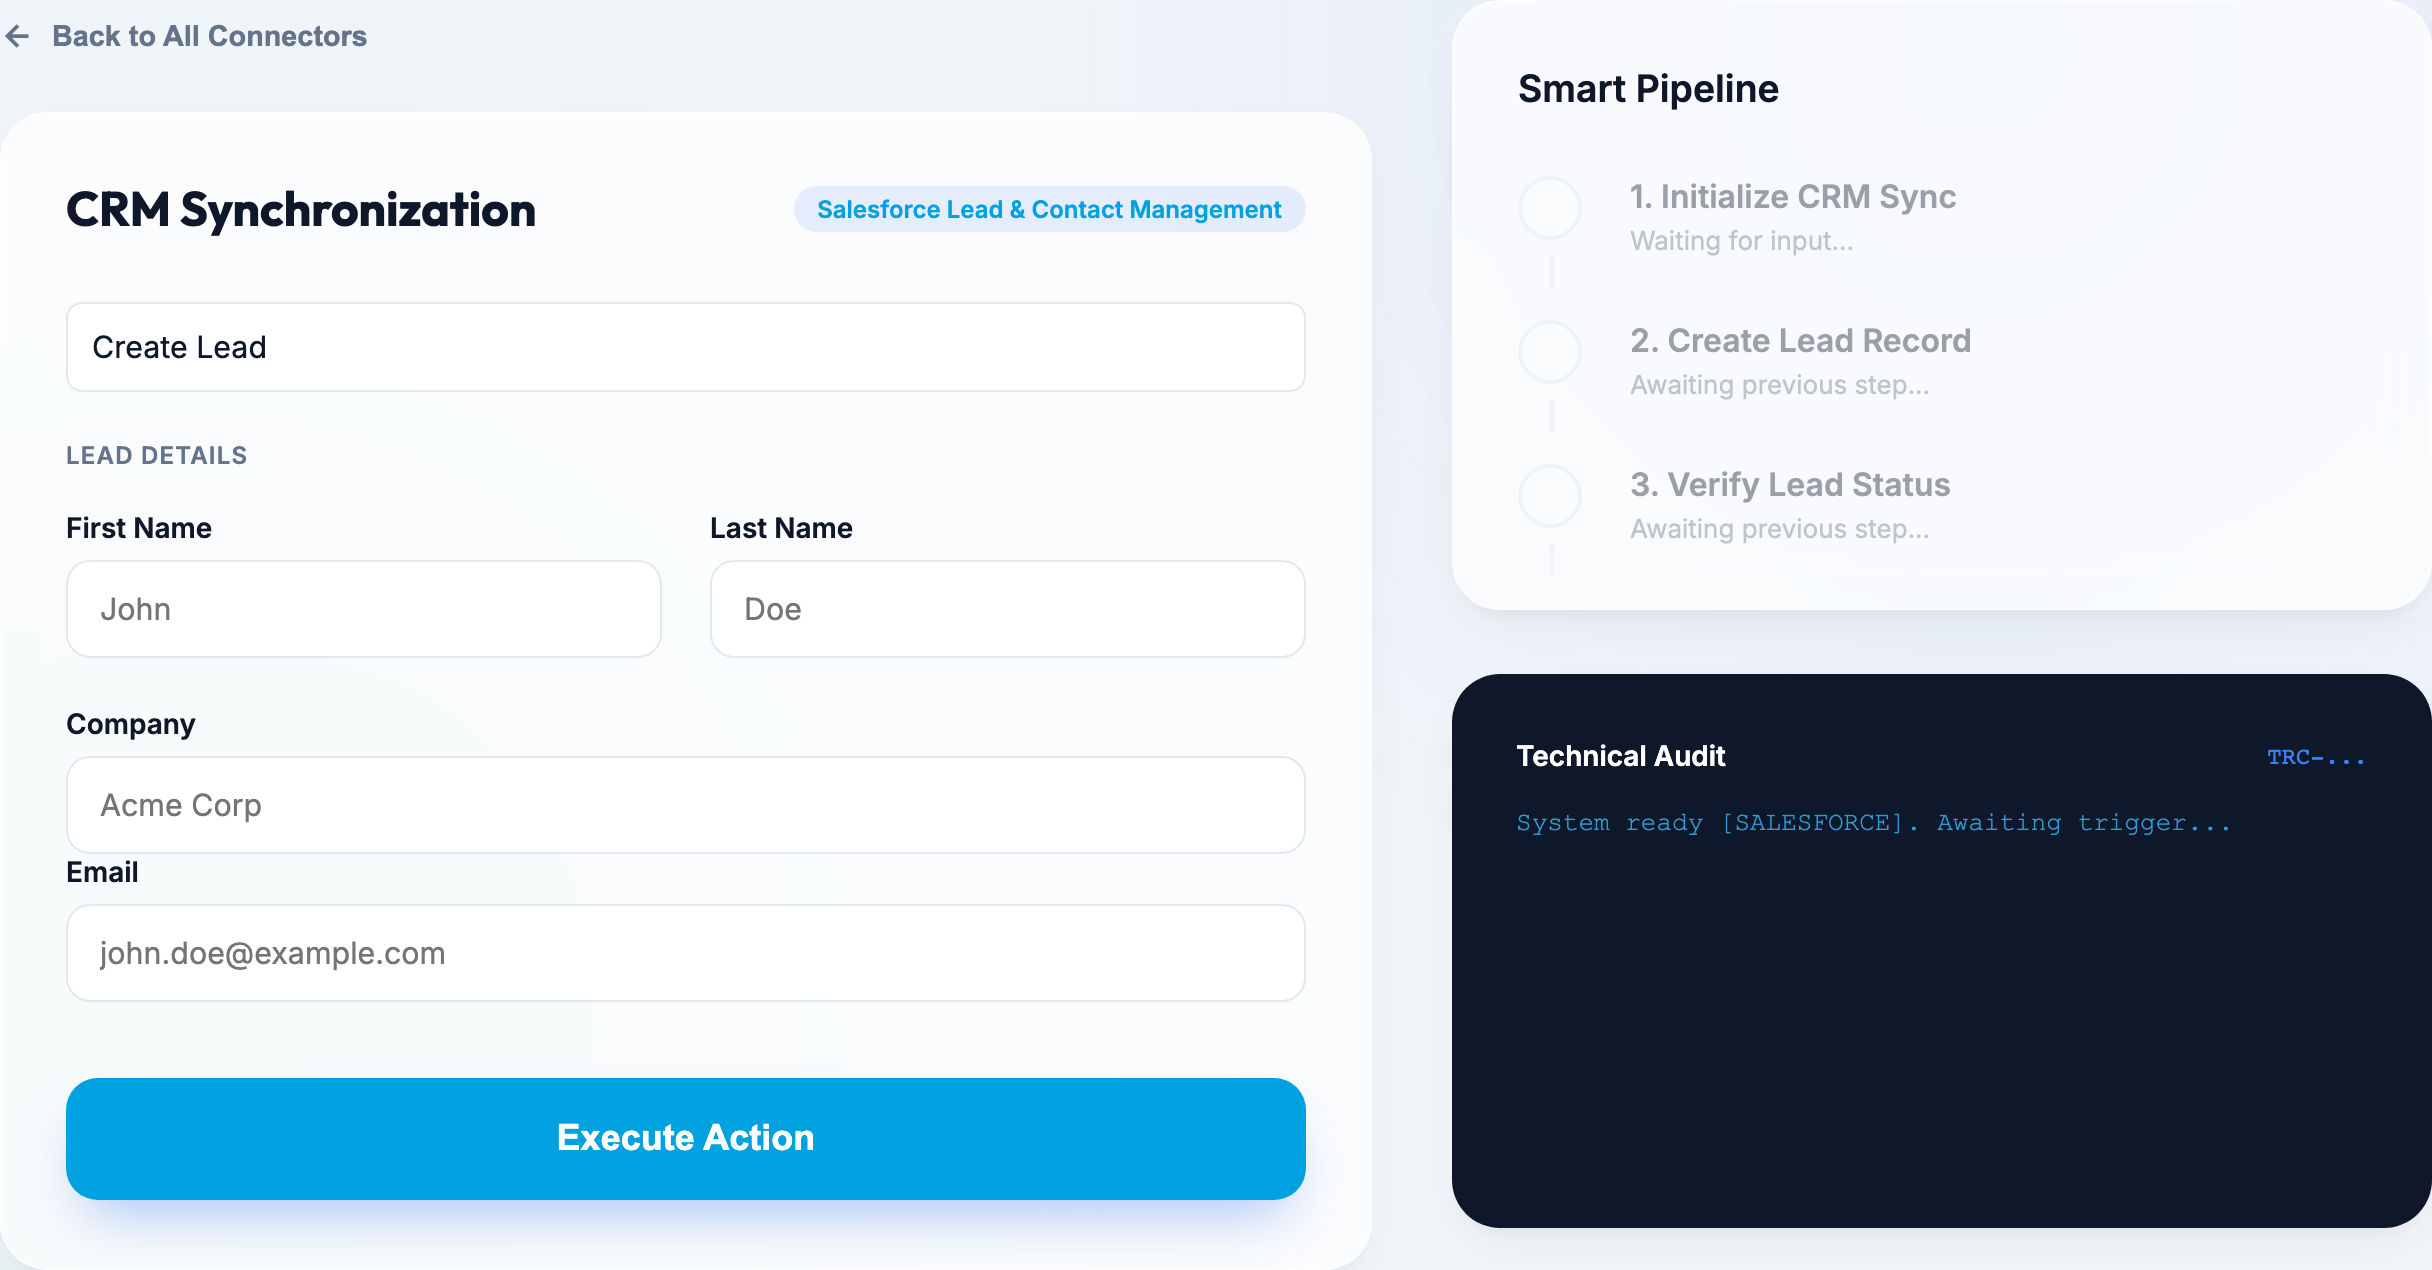 Back to All Connectors
CRM Synchronization
Salesforce Lead & Contact Management
Create Lead
LEAD DETAILS
First Name
Last Name
John
Doe
Company
Acme Corp
Email
john.doe@example.com
Execute Action
Smart Pipeline
1. Initialize CRM Sync
Waiting for input...
2. Create Lead Record
Awaiting previous step...
3. Verify Lead Status
Awaiting previous step...
Technical Audit
TRC-...
System ready [SALESFORCE]. Awaiting trigger...